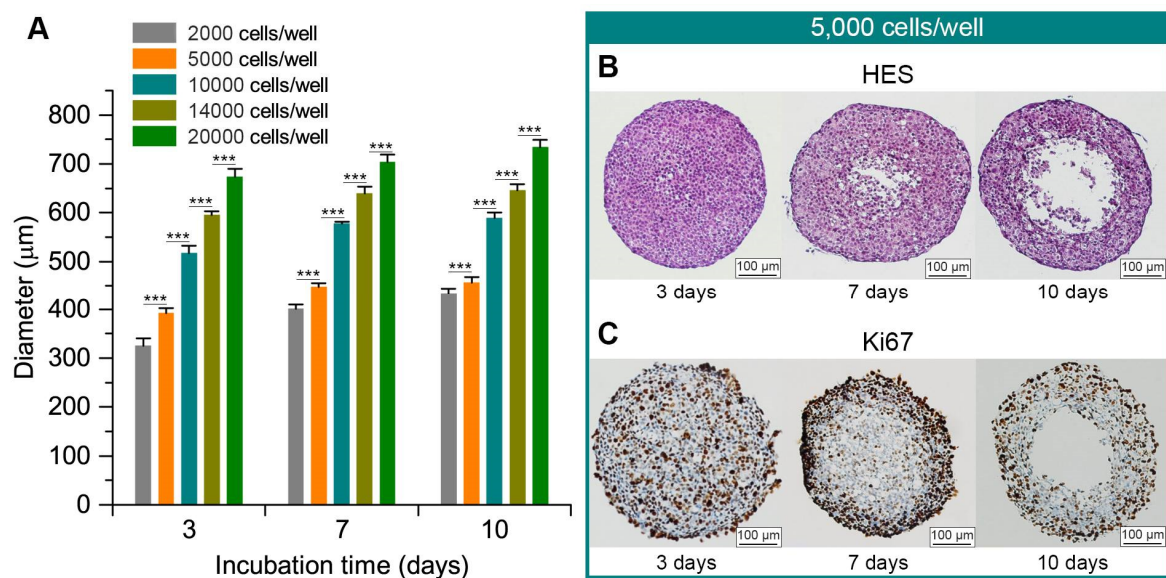 A
2000 cells/well
5000 cells/well
10000 cells/well
14000 cells/well
20000 cells/well
Diameter (µm)
800
700
600
500
400
300
200
100
0
*** *** *** ***
*** *** *** ***
*** *** *** ***
3 7 10
Incubation time (days)
5,000 cells/well
B
HES
100 µm 100 µm 100 µm
3 days 7 days 10 days
C
Ki67
100 µm 100 µm 100 µm
3 days 7 days 10 days